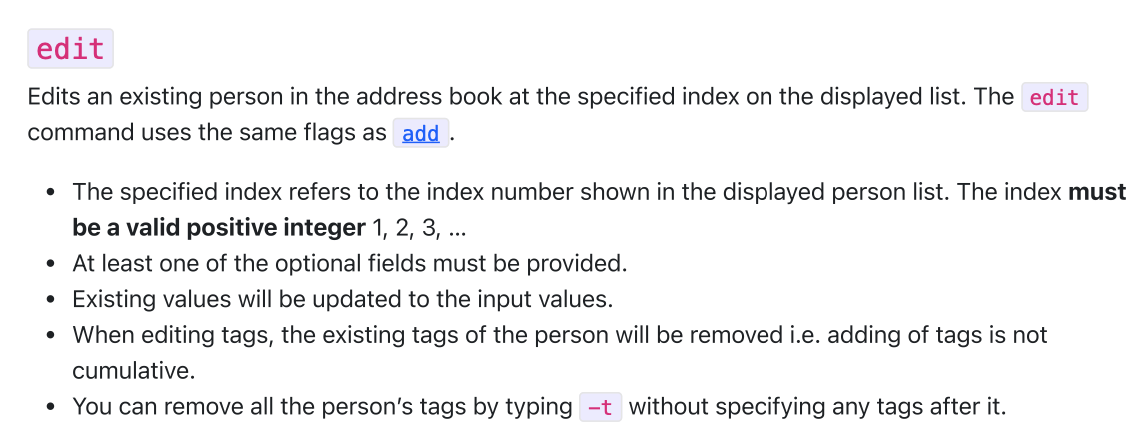 edit
Edits an existing person in the address book at the specified index on the displayed list. The edit
command uses the same flags as add.
• The specified index refers to the index number shown in the displayed person list. The index must
be a valid positive integer 1, 2, 3, …
• At least one of the optional fields must be provided.
• Existing values will be updated to the input values.
• When editing tags, the existing tags of the person will be removed i.e. adding of tags is not
cumulative.
• You can remove all the person’s tags by typing -t without specifying any tags after it.